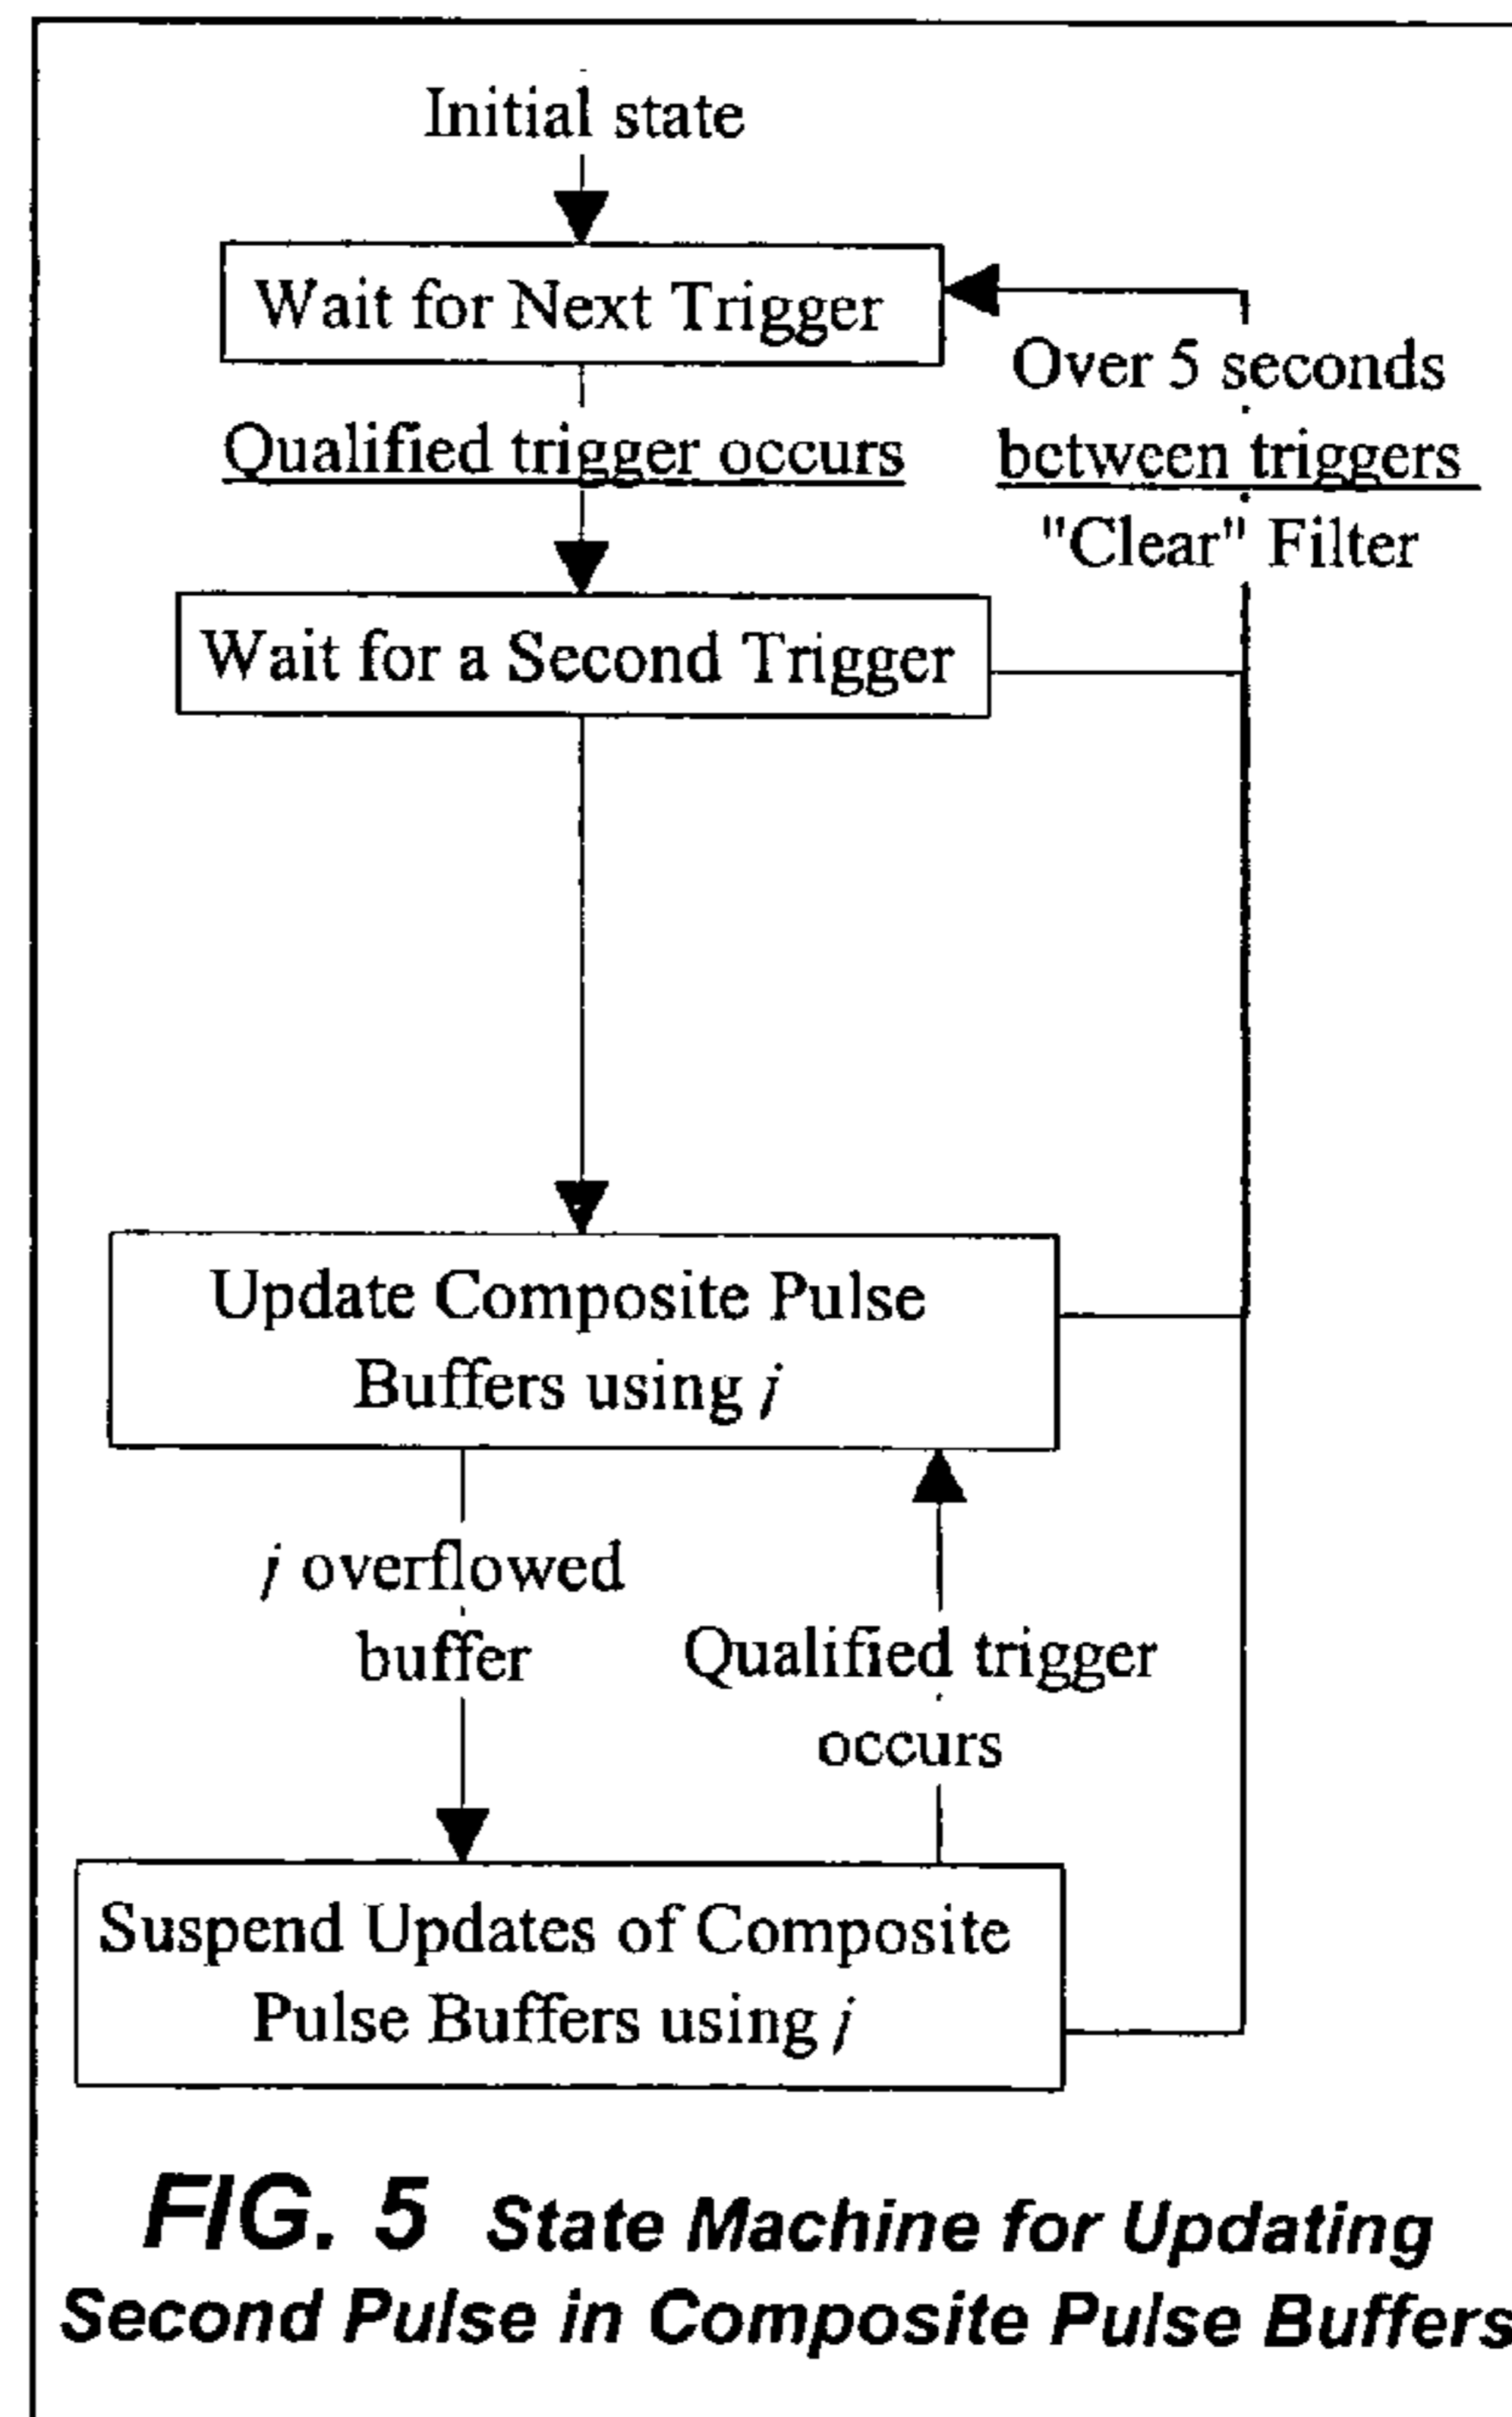 Initial state
Wait for Next Trigger
Over 5 seconds
between triggers
"Clear" Filter
Qualified trigger occurs
Wait for a Second Trigger
Update Composite Pulse
Buffers using j
j overflowed
buffer
Qualified trigger
occurs
Suspend Updates of Composite
Pulse Buffers using j
FIG. 5 State Machine for Updating
Second Pulse in Composite Pulse Buffers